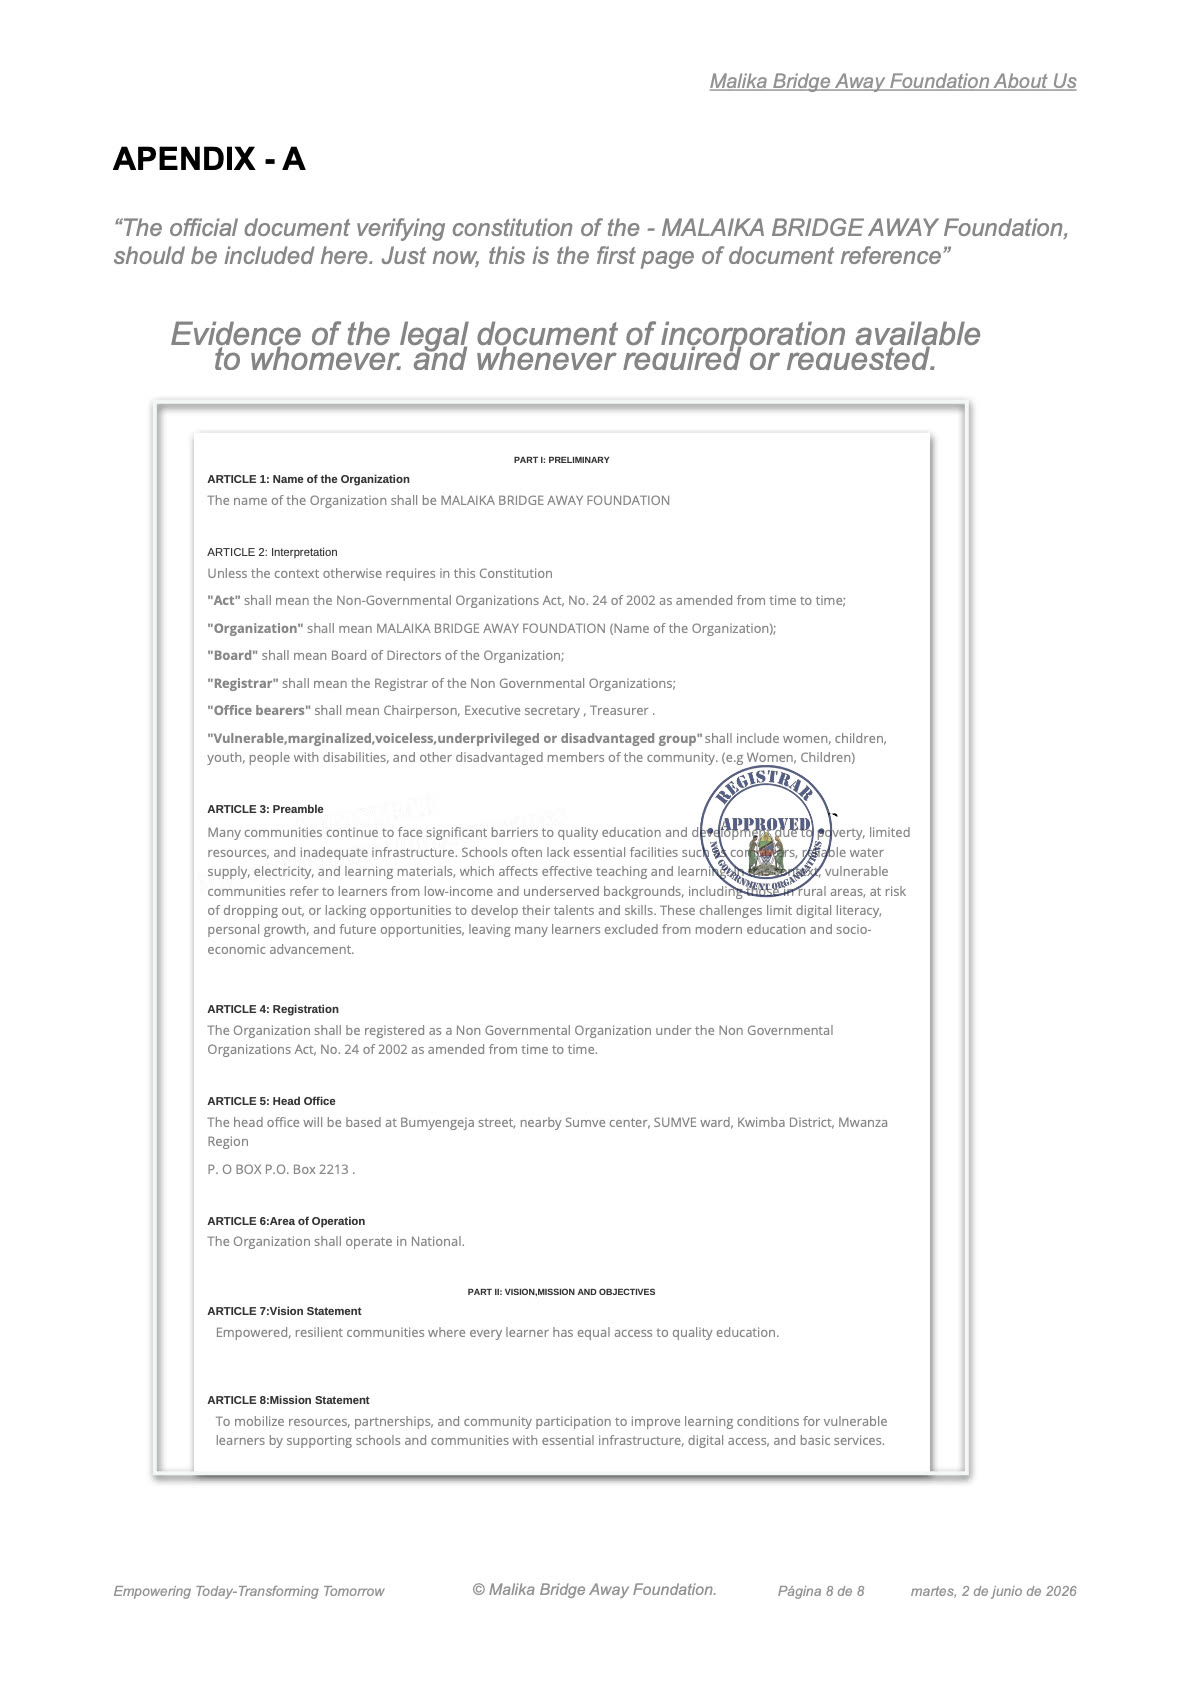 Malika Bridge Away Foundation About Us
APENDIX - A
“The official document verifying constitution of the - MALAIKA BRIDGE AWAY Foundation,
should be included here. Just now, this is the first page of document reference”
Evidence of the legal document of incorporation available
to whomever, and whenever required or requested.
PART I: PRELIMINARY
ARTICLE 1: Name of the Organization
The name of the Organization shall be MALAIKA BRIDGE AWAY FOUNDATION
ARTICLE 2: Interpretation
Unless the context otherwise requires in this Constitution
"Act" shall mean the Non-Governmental Organizations Act, No. 24 of 2002 as amended from time to time;
"Organization" shall mean MALAIKA BRIDGE AWAY FOUNDATION (Name of the Organization);
"Board" shall mean Board of Directors of the Organization;
"Registrar" shall mean the Registrar of the Non Governmental Organizations;
"Office bearers" shall mean Chairperson, Executive secretary , Treasurer .
"Vulnerable,marginalized,voiceless,underprivileged or disadvantaged group" shall include women, children,
youth, people with disabilities, and other disadvantaged members of the community. (e.g Women, Children)
REGISTRAR
APPROVED
NON GOVERNMENT ORGANISATIONS
ARTICLE 3: Preamble
Many communities continue to face significant barriers to quality education and development due to poverty, limited
resources, and inadequate infrastructure. Schools often lack essential facilities such as computers, reliable water
supply, electricity, and learning materials, which affects effective teaching and learning. In this context, vulnerable
communities refer to learners from low-income and underserved backgrounds, including those in rural areas, at risk
of dropping out, or lacking opportunities to develop their talents and skills. These challenges limit digital literacy,
personal growth, and future opportunities, leaving many learners excluded from modern education and socio-
economic advancement.
ARTICLE 4: Registration
The Organization shall be registered as a Non Governmental Organization under the Non Governmental
Organizations Act, No. 24 of 2002 as amended from time to time.
ARTICLE 5: Head Office
The head office will be based at Bumyengeja street, nearby Sumve center, SUMVE ward, Kwimba District, Mwanza
Region
P. O BOX P.O. Box 2213 .
ARTICLE 6:Area of Operation
The Organization shall operate in National.
PART II: VISION,MISSION AND OBJECTIVES
ARTICLE 7:Vision Statement
Empowered, resilient communities where every learner has equal access to quality education.
ARTICLE 8:Mission Statement
To mobilize resources, partnerships, and community participation to improve learning conditions for vulnerable
learners by supporting schools and communities with essential infrastructure, digital access, and basic services.
Empowering Today-Transforming Tomorrow © Malika Bridge Away Foundation. Página 8 de 8 martes, 2 de junio de 2026